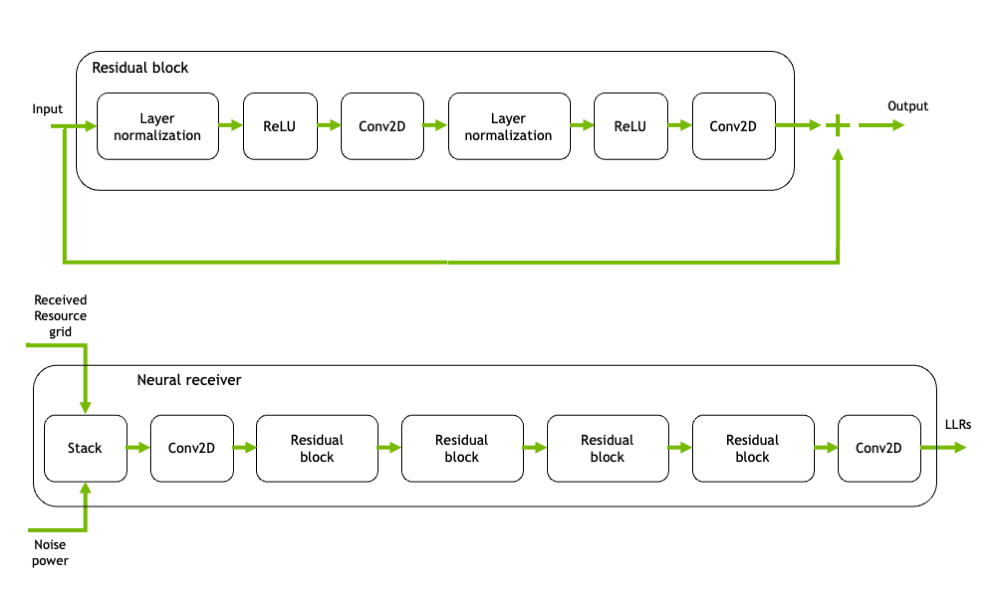 Residual block
Input
Layer
normalization
ReLU
Conv2D
Layer
normalization
ReLU
Conv2D
Output
Received
Resource
grid
Neural receiver
Stack
Conv2D
Residual
block
Residual
block
Residual
block
Residual
block
Conv2D
LLRs
Noise
power